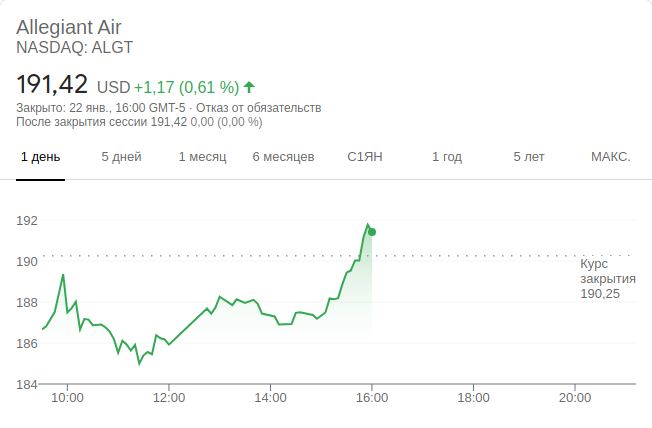 Allegiant Air
NASDAQ: ALGT
191,42 USD +1,17 (0,61 %)
Закрыто: 22 янв., 16:00 GMT-5 · Отказ от обязательств
После закрытия сессии 191,42 0,00 (0,00 %)
1 день 5 дней 1 месяц 6 месяцев С1ЯН 1 год 5 лет МАКС.
192
190
Курс
закрытия
188
190,25
186
184
10:00 12:00 14:00 16:00 18:00 20:00